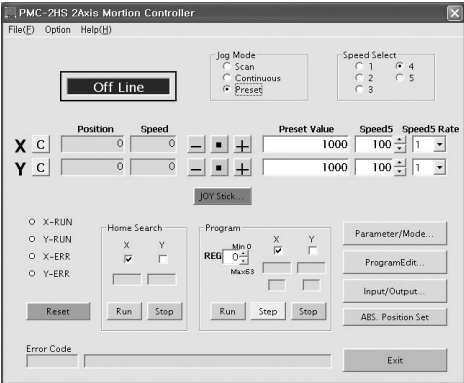 PMC-2HS 2Axis Mortion Controller
File(F) Option Help(H)
Jog Mode
Scan
Continuous
Preset
Speed Select
1 4
2 5
3
Off Line
Position Speed Preset Value Speed5 Speed5 Rate
X C 0 0 1000 100 1
Y C 0 0 1000 100 1
JOY Stick...
X-RUN
Y-RUN
X-ERR
Y-ERR
Reset
Home Search
X Y
Run Stop
Program
REG Min 0 X Y
0
Max63
Run Step Stop
Parameter/Mode...
ProgramEdit...
Input/Output...
ABS. Position Set
Error Code
Exit